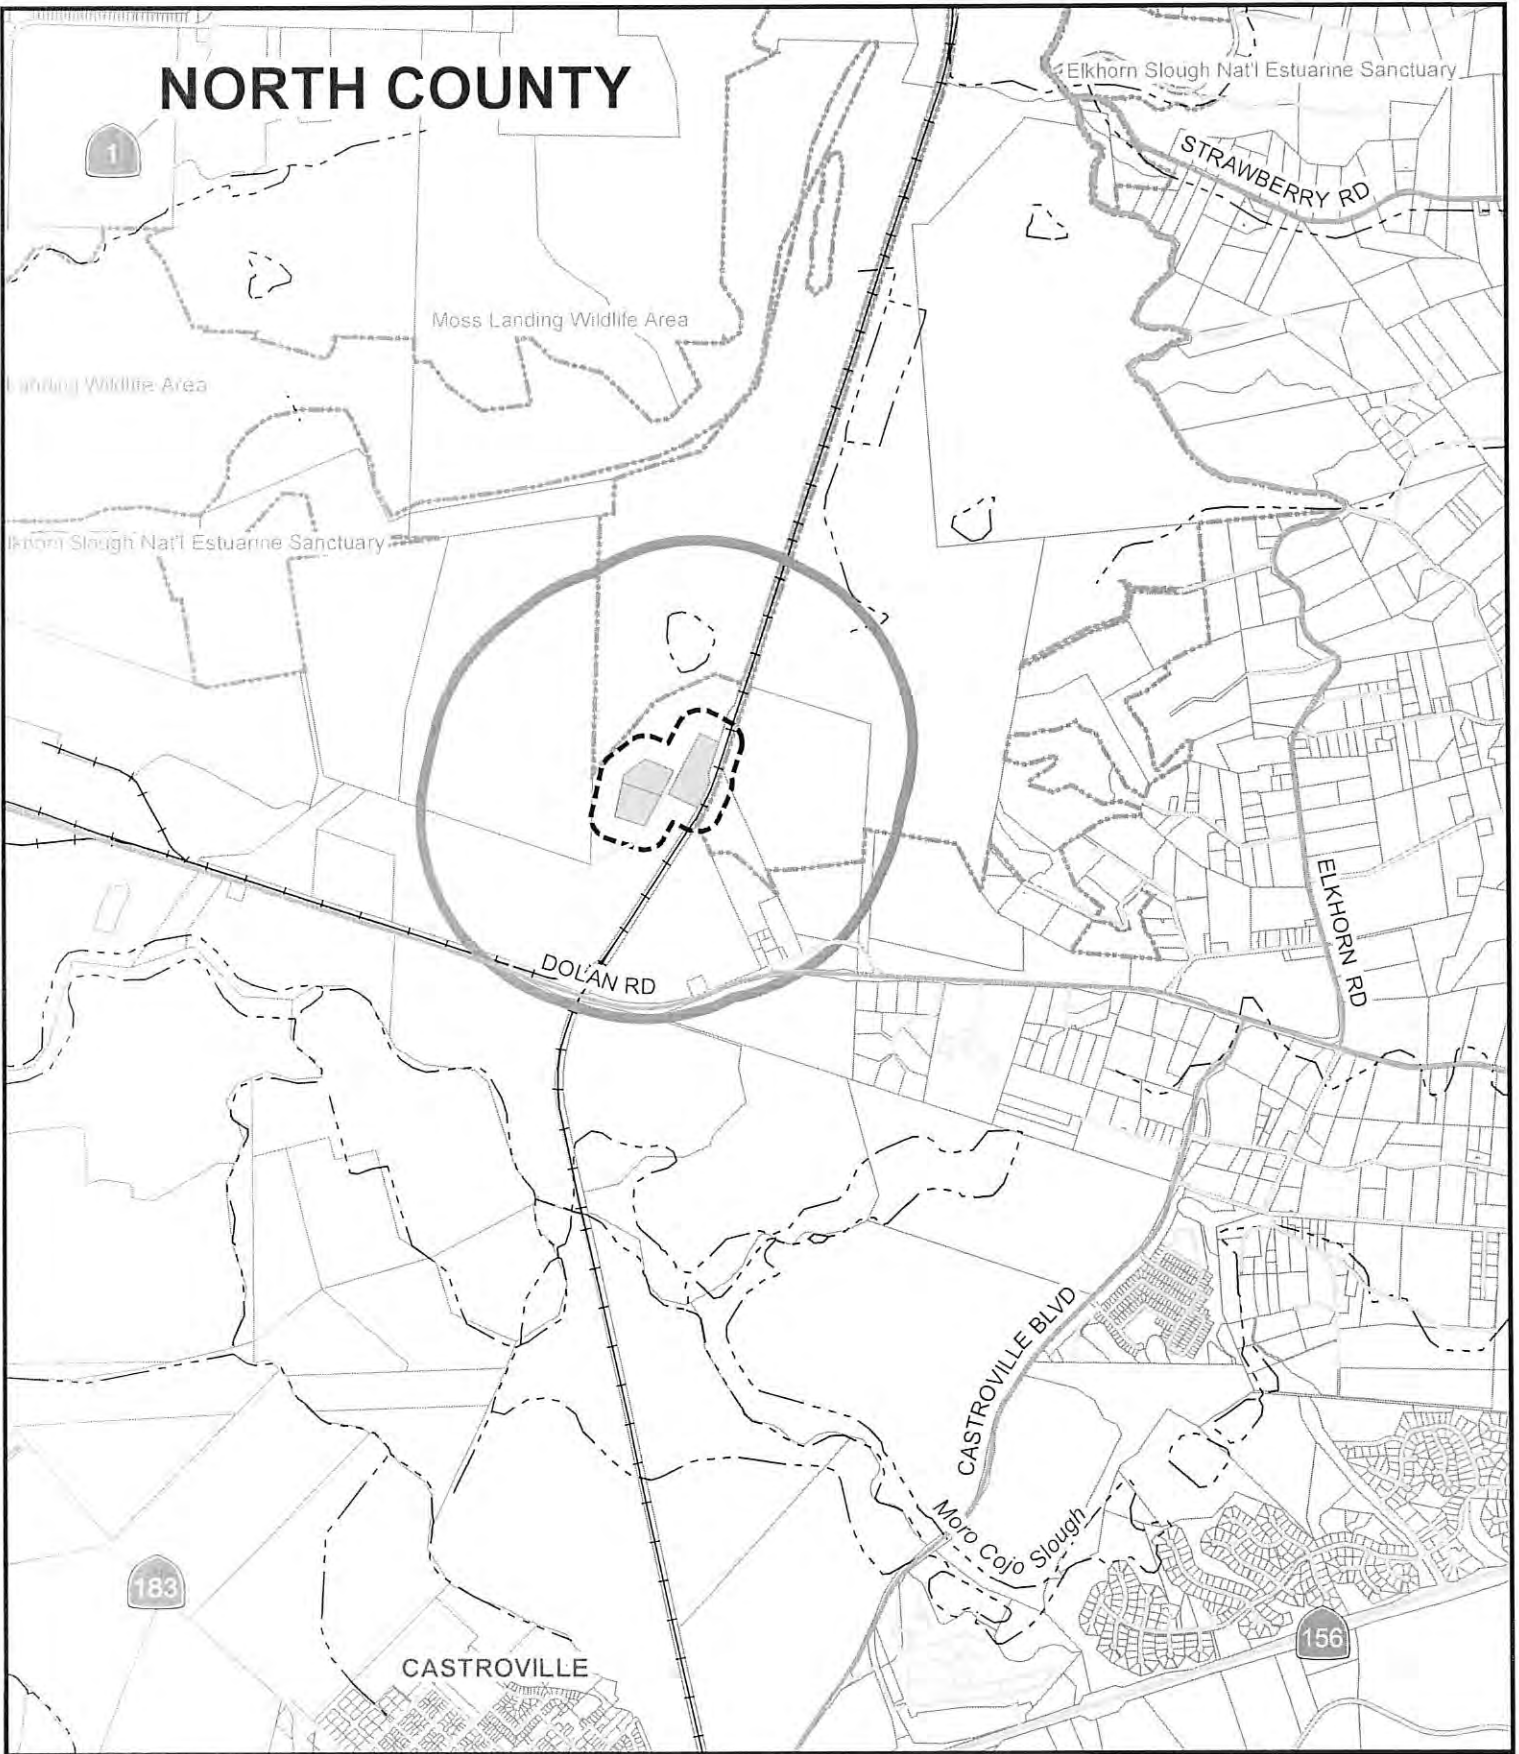 NORTH COUNTY
1
Elkhorn Slough Nat'l Estuarine Sanctuary
STRAWBERRY RD
Moss Landing Wildlife Area
Landing Wildlife Area
Elkhorn Slough Nat'l Estuarine Sanctuary
DOLAN RD
ELKHORN RD
CASTROVILLE BLVD
Moro Cojo Slough
183
156
CASTROVILLE